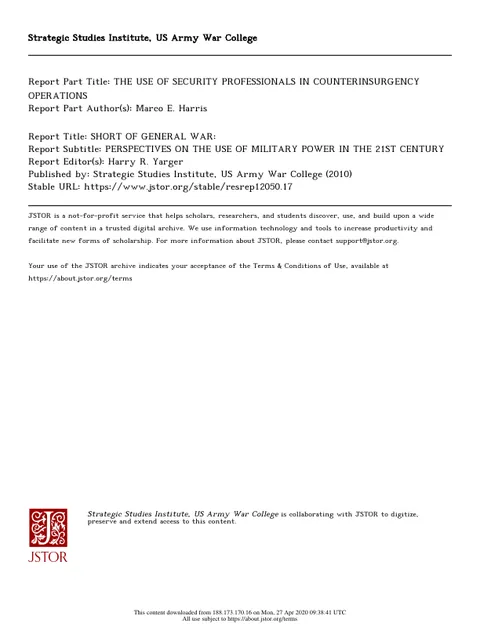 Strategic Studies Institute, US Army War College
Report Part Title: THE USE OF SECURITY PROFESSIONALS IN COUNTERINSURGENCY
OPERATIONS
Report Part Author(s): Marco E. Harris
Report Title: SHORT OF GENERAL WAR:
Report Subtitle: PERSPECTIVES ON THE USE OF MILITARY POWER IN THE 21ST CENTURY
Report Editor(s): Harry R. Yarger
Published by: Strategic Studies Institute, US Army War College (2010)
Stable URL: https://www.jstor.org/stable/resrep12050.17
JSTOR is a not-for-profit service that helps scholars, researchers, and students discover, use, and build upon a wide
range of content in a trusted digital archive. We use information technology and tools to increase productivity and
facilitate new forms of scholarship. For more information about JSTOR, please contact support@jstor.org.
Your use of the JSTOR archive indicates your acceptance of the Terms & Conditions of Use, available at
https://about.jstor.org/terms
Strategic Studies Institute, US Army War College is collaborating with JSTOR to digitize,
preserve and extend access to this content.
JSTOR
This content downloaded from 188.173.170.16 on Mon, 27 Apr 2020 09:38:41 UTC
All use subject to https://about.jstor.org/terms